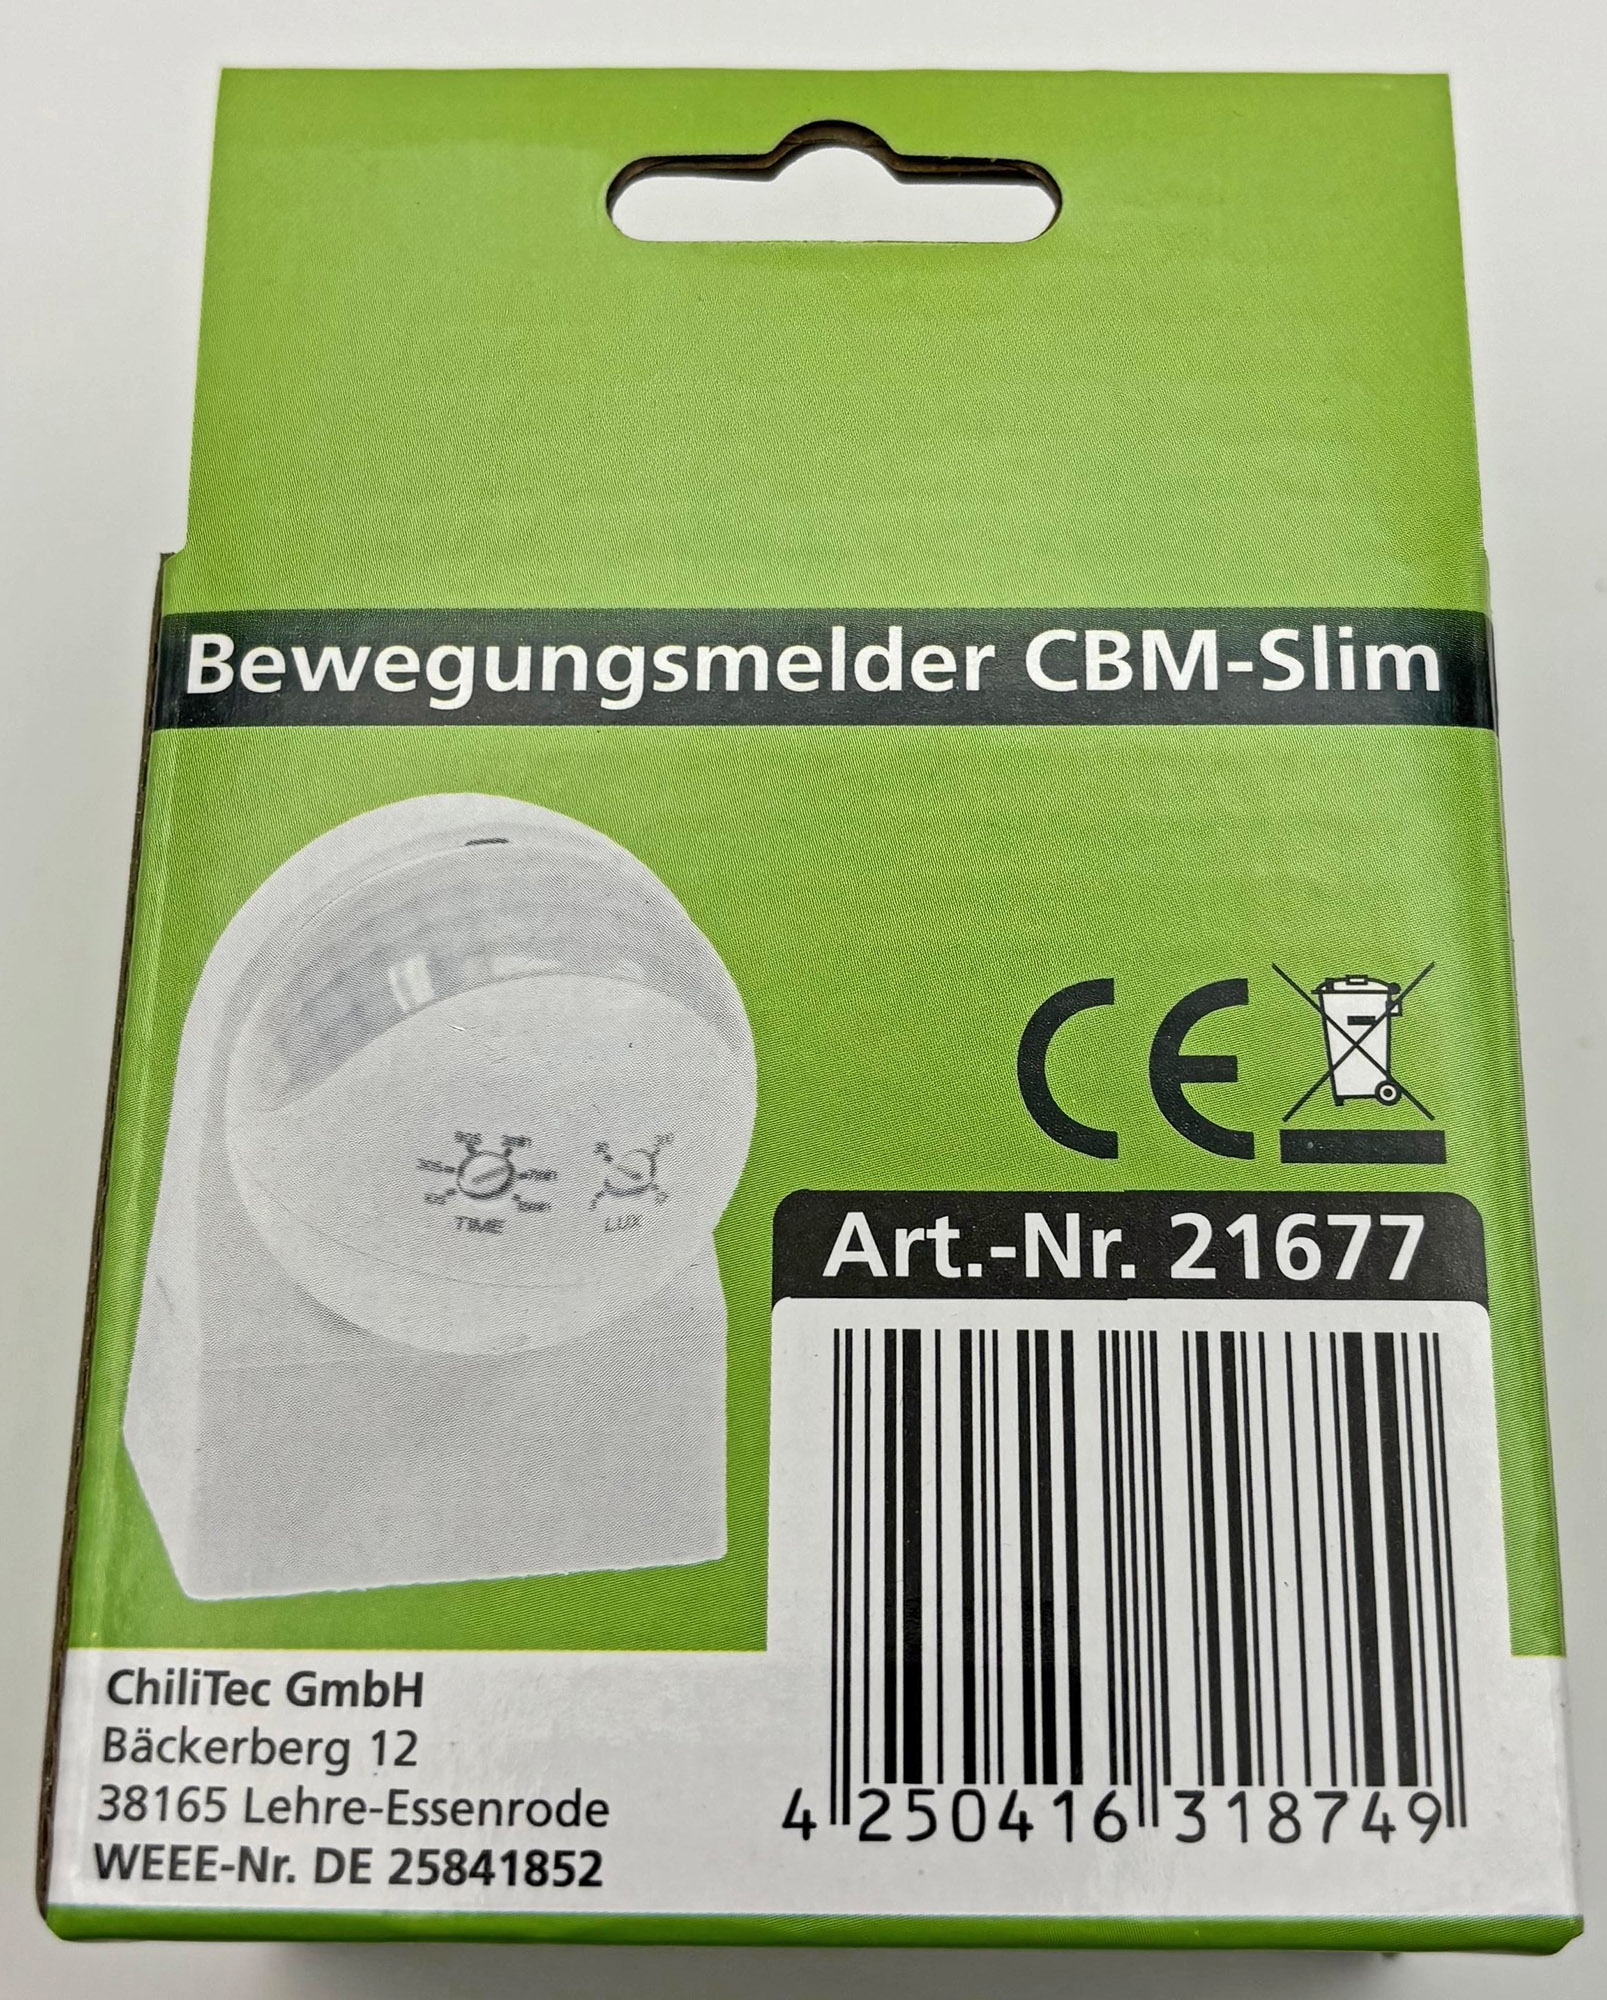 Bewegungsmelder CBM-Slim
CE
TIME
LUX
Art.-Nr. 21677
4 250416 318749
ChiliTec GmbH
Bäckerberg 12
38165 Lehre-Essenrode
WEEE-Nr. DE 25841852